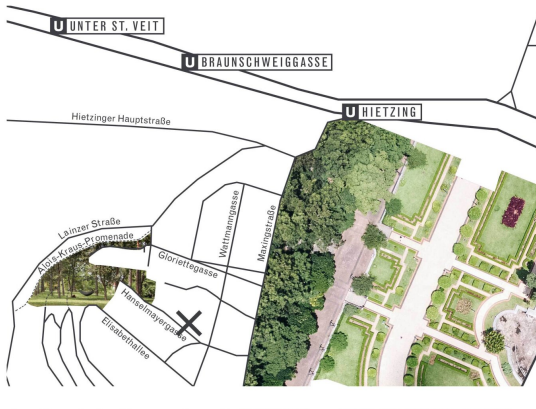 U UNTER ST. VEIT
U BRAUNSCHWEIGGASSE
U HIETZING
Hietzinger Hauptstraße
Lainzer Straße
Alois-Kraus-Promenade
Gloriettegasse
Wattmanngasse
Maxingstraße
Hanselmayergasse
Elisabethallee